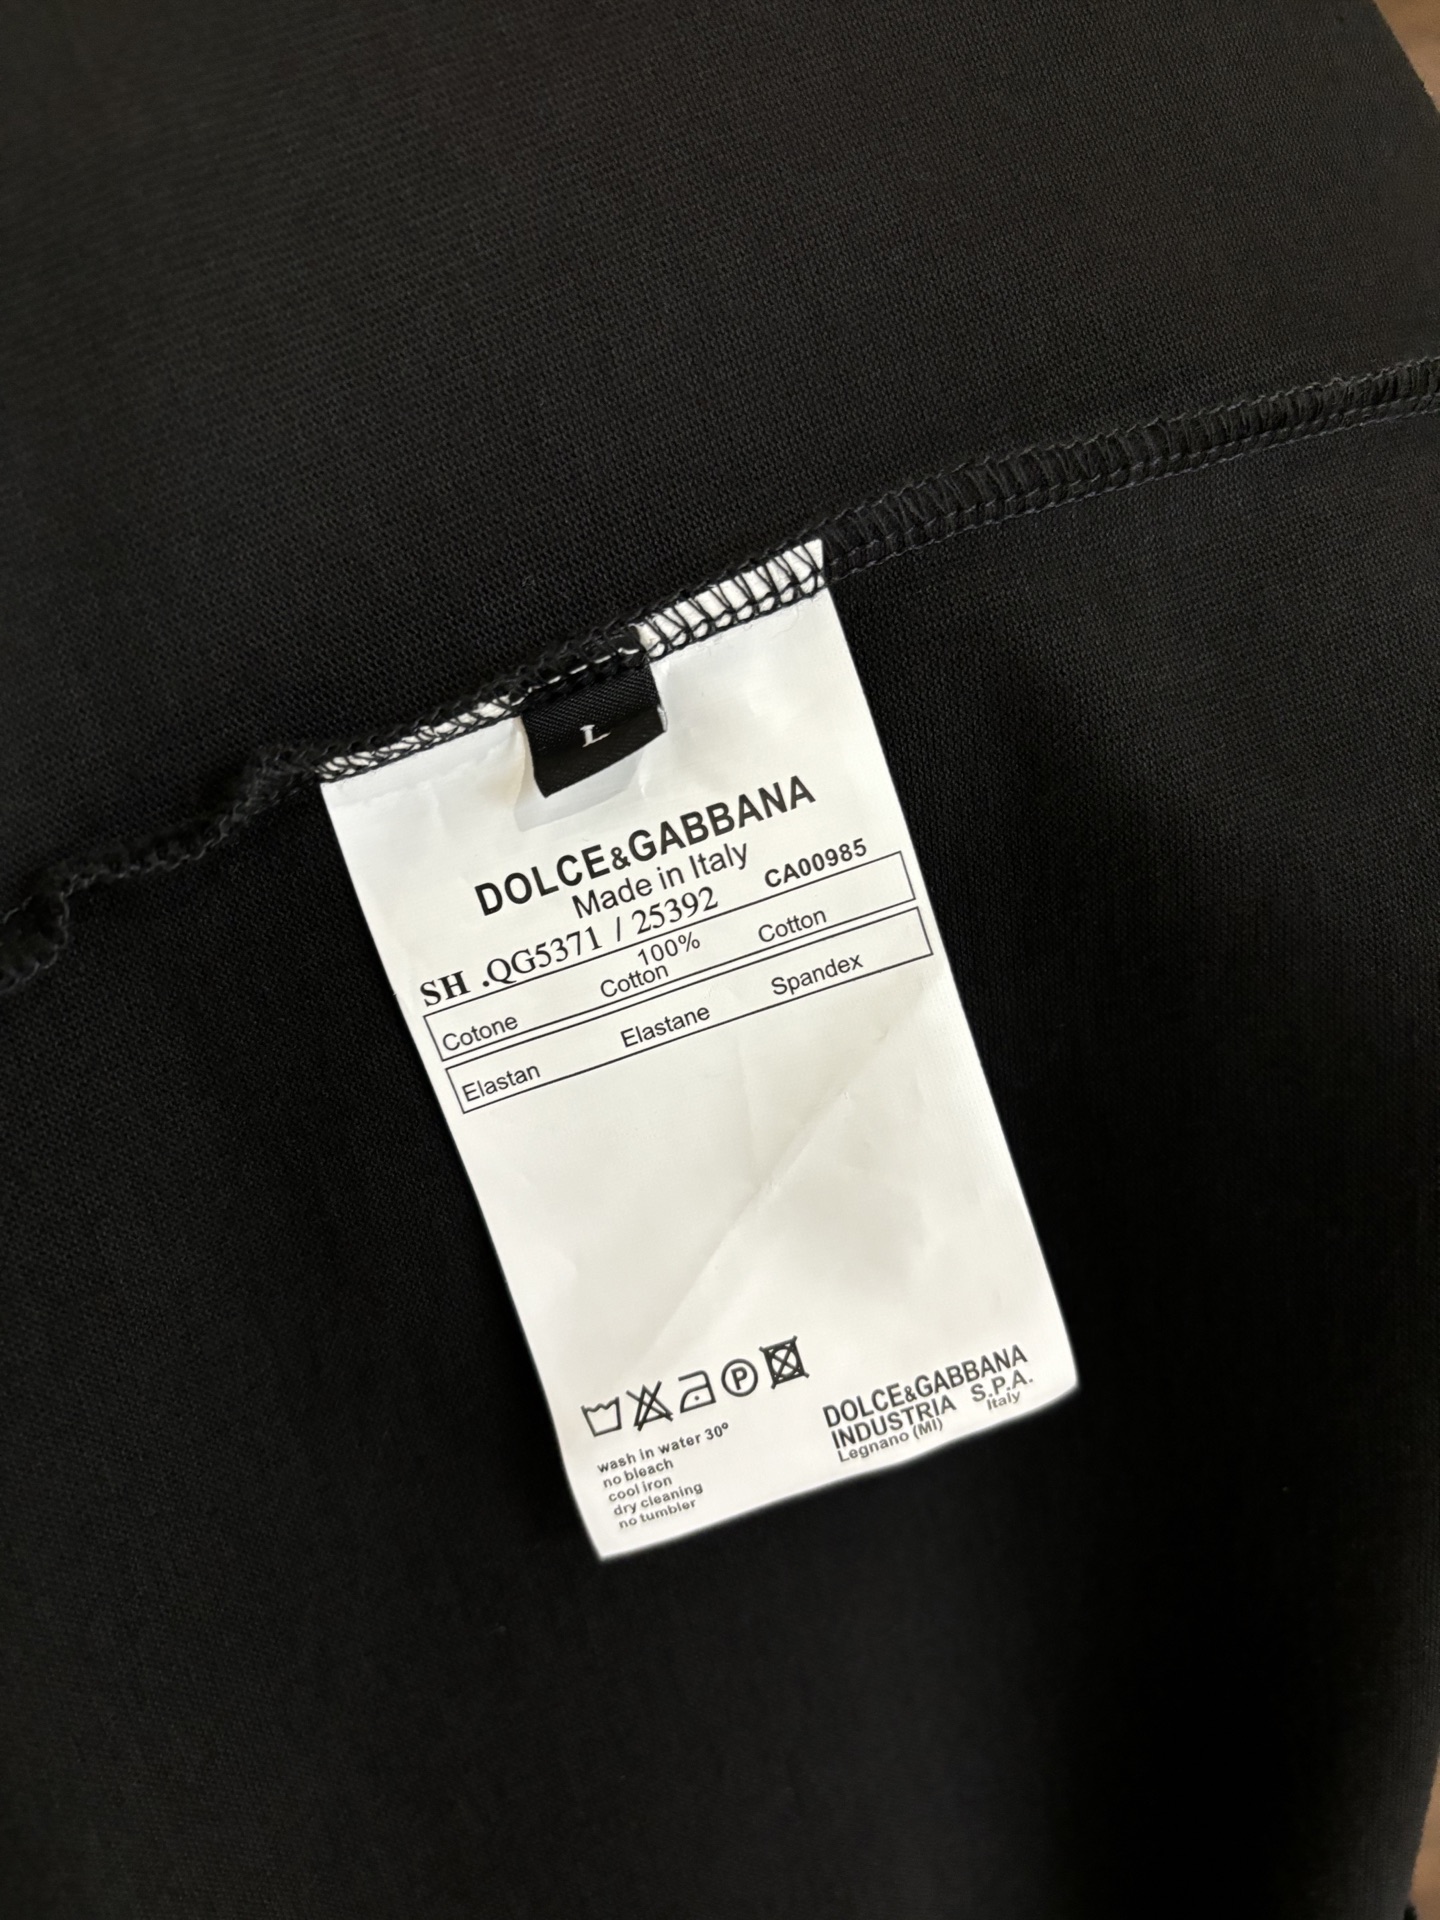 L
DOLCE&GABBANA
Made in Italy
SH .QG5371 / 25392 CA00985
100%
Cotone Cotton Cotton
Elastan Elastane Spandex
P
wash in water 30°
no bleach
cool iron
dry cleaning
no tumbler
DOLCE&GABBANA
INDUSTRIA S.P.A.
Legnano (MI) Italy